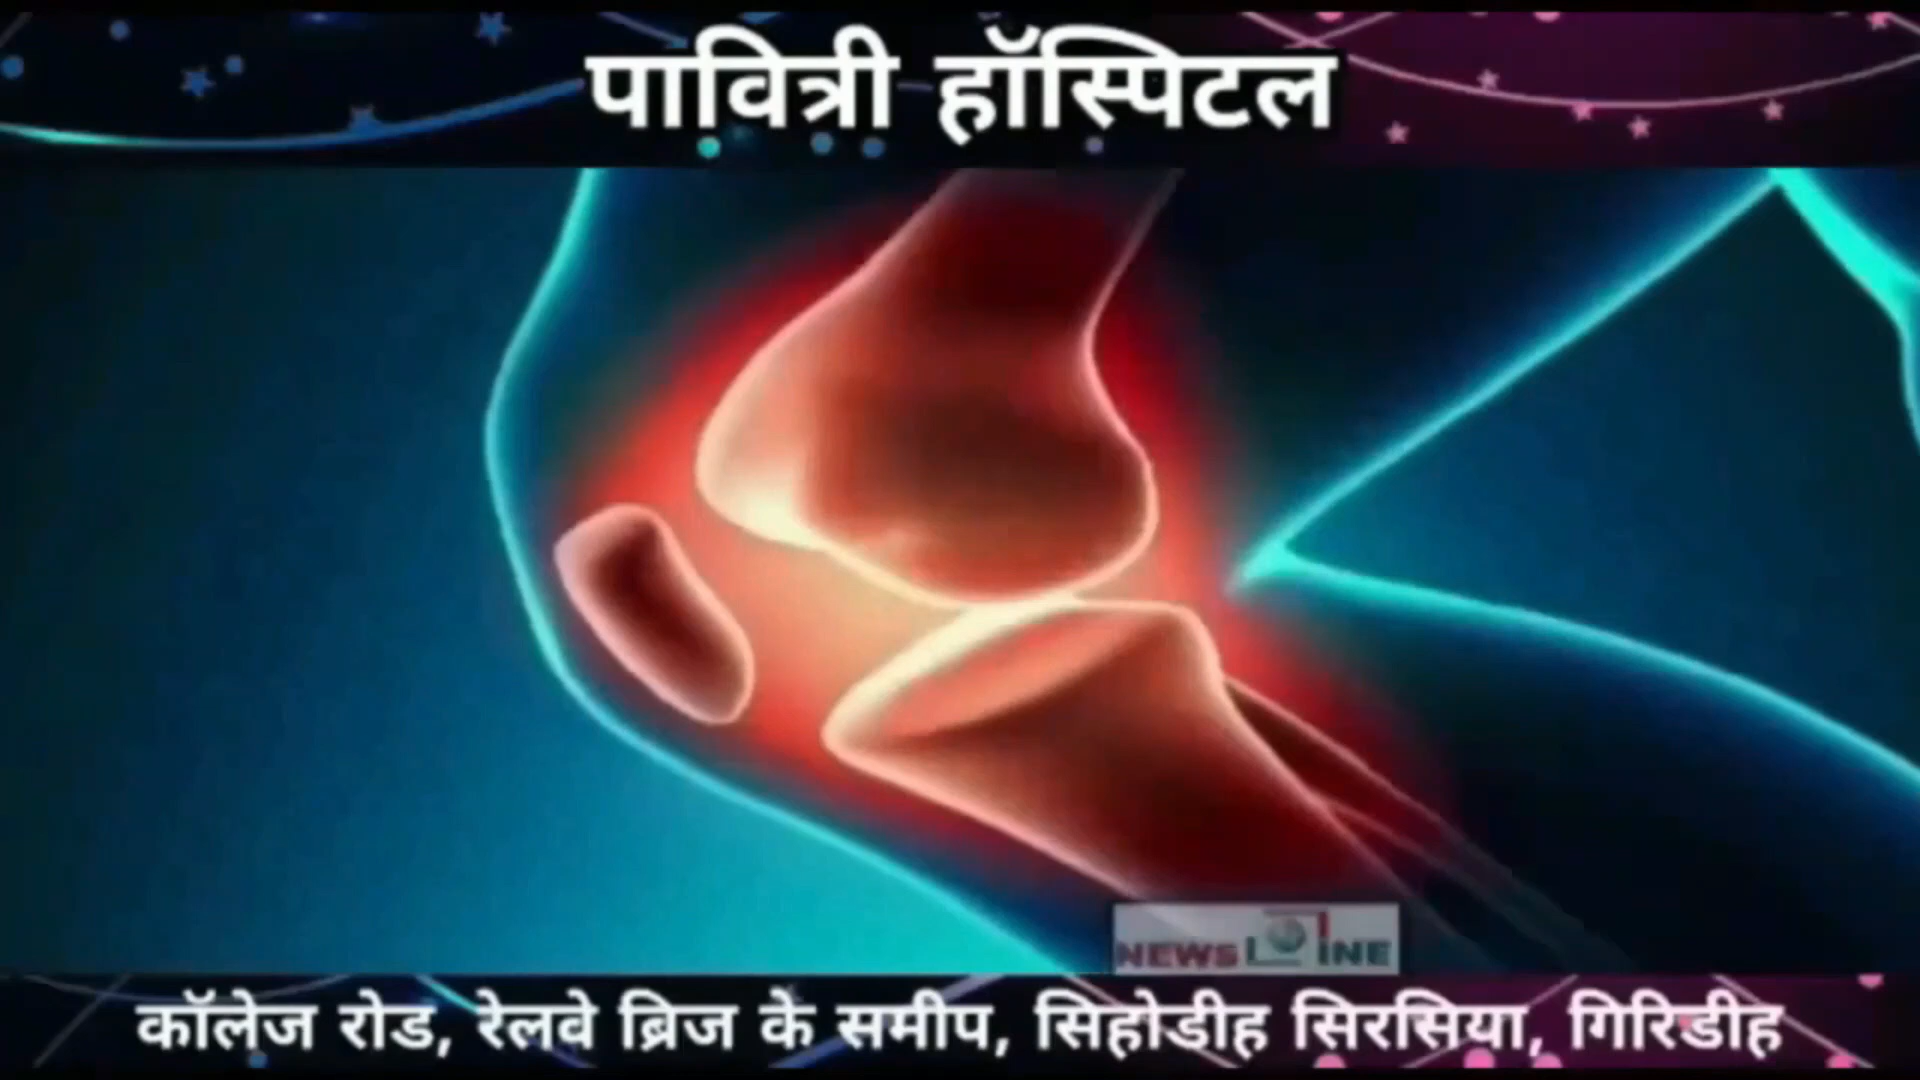 पावित्री हॉस्पिटल
NEWS LINE
कॉलेज रोड, रेलवे ब्रिज के समीप, सिहोडीह सिरसिया, गिरिडीह